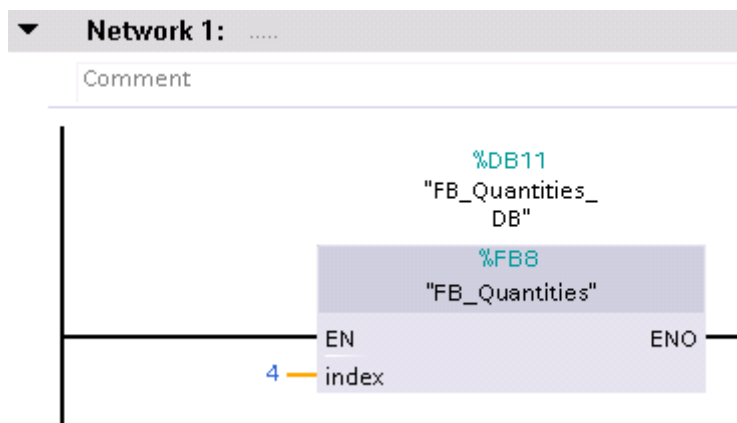 Network 1: .....
Comment
%DB11
"FB_Quantities_
DB"
%FB8
"FB_Quantities"
EN ENO
4 index